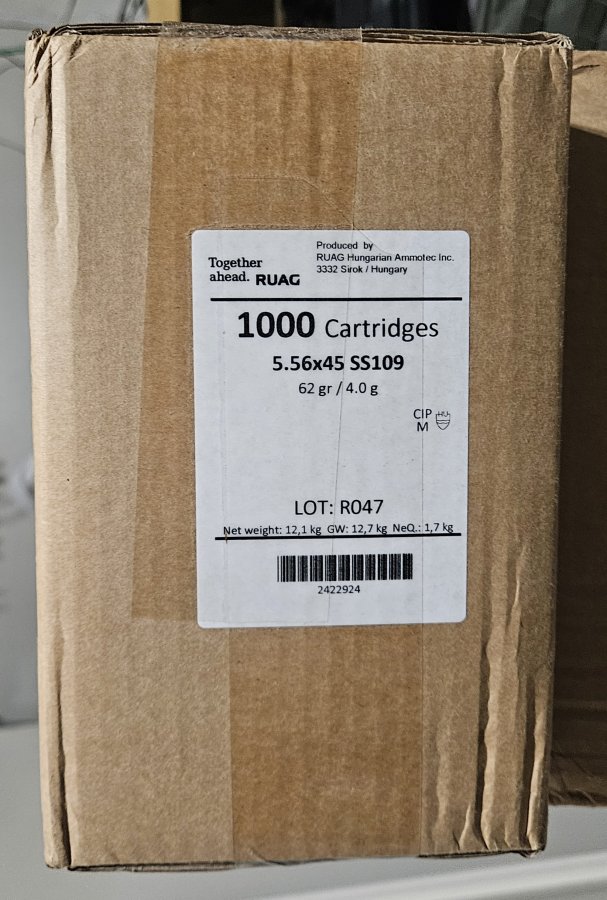 Together
ahead. RUAG
Produced by
RUAG Hungarian Ammotec Inc.
3332 Sirok / Hungary
1000 Cartridges
5.56x45 SS109
62 gr / 4.0 g
CIP
M
HU
LOT: R047
Net weight: 12,1 kg GW: 12,7 kg NeQ.: 1,7 kg
2422924